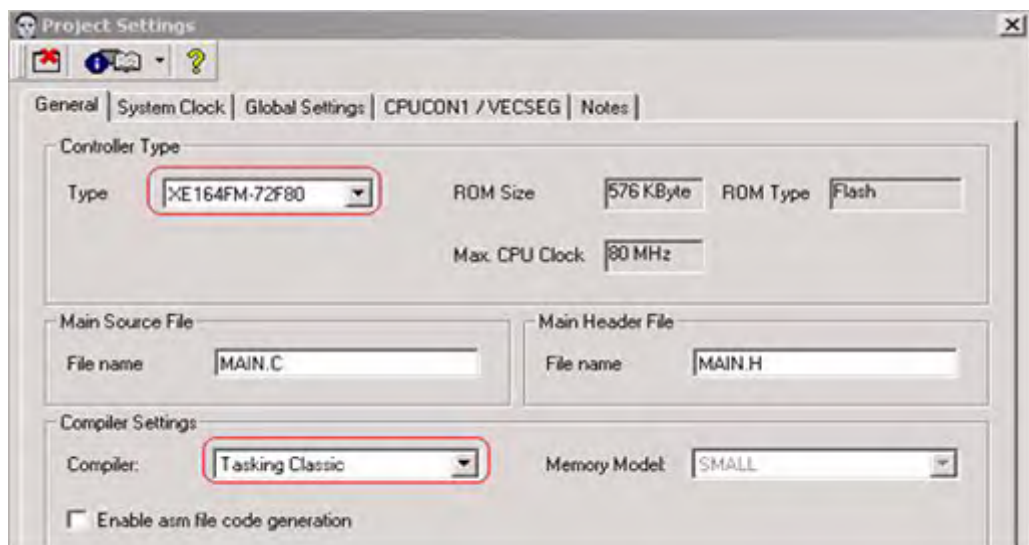 Project Settings
General System Clock Global Settings CPUCON1 / VECSEG Notes
Controller Type
Type XE164FM-72F80 ROM Size 576 KByte ROM Type Flash
Max. CPU Clock 80 MHz
Main Source File Main Header File
File name MAIN.C File name MAIN.H
Compiler Settings
Compiler: Tasking Classic Memory Model: SMALL
Enable asm file code generation